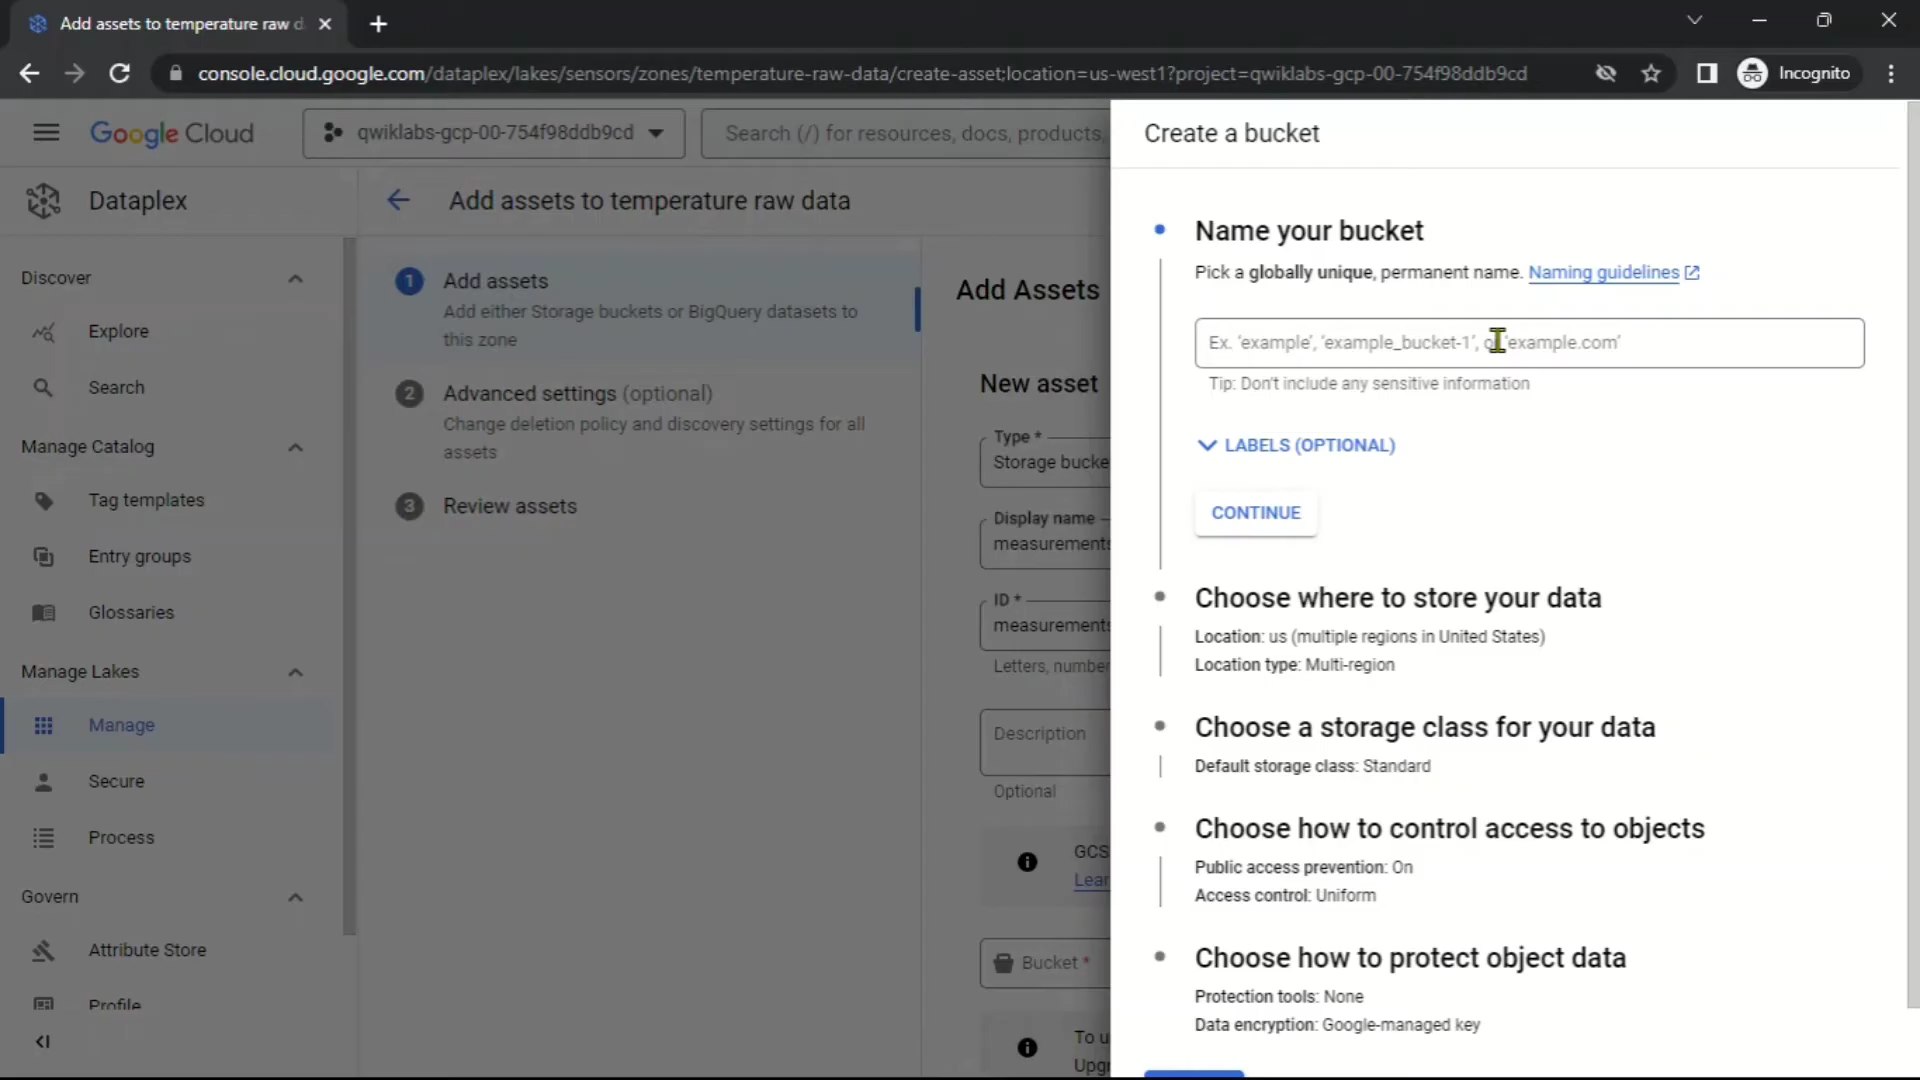 Add assets to temperature raw d
console.cloud.google.com/dataplex/lakes/sensors/zones/temperature-raw-data/create-asset;location=us-west1?project=qwiklabs-gcp-00-754f98ddb9cd
Incognito
Google Cloud
qwiklabs-gcp-00-754f98ddb9cd
Search (/) for resources, docs, products,
Dataplex
Add assets to temperature raw data
Discover
Explore
Search
Manage Catalog
Tag templates
Entry groups
Glossaries
Manage Lakes
Manage
Secure
Process
Govern
Attribute Store
Profile
1
Add assets
Add either Storage buckets or BigQuery datasets to
this zone
2
Advanced settings (optional)
Change deletion policy and discovery settings for all
assets
3
Review assets
Add Assets
New asset
Type *
Storage bucke
Display name
measurements
ID *
measurements
Letters, number
Description
Optional
GCS
Lear
Bucket *
To u
Upgr
Create a bucket
Name your bucket
Pick a globally unique, permanent name. Naming guidelines
Ex. 'example', 'example_bucket-1', or 'example.com'
Tip: Don't include any sensitive information
LABELS (OPTIONAL)
CONTINUE
Choose where to store your data
Location: us (multiple regions in United States)
Location type: Multi-region
Choose a storage class for your data
Default storage class: Standard
Choose how to control access to objects
Public access prevention: On
Access control: Uniform
Choose how to protect object data
Protection tools: None
Data encryption: Google-managed key